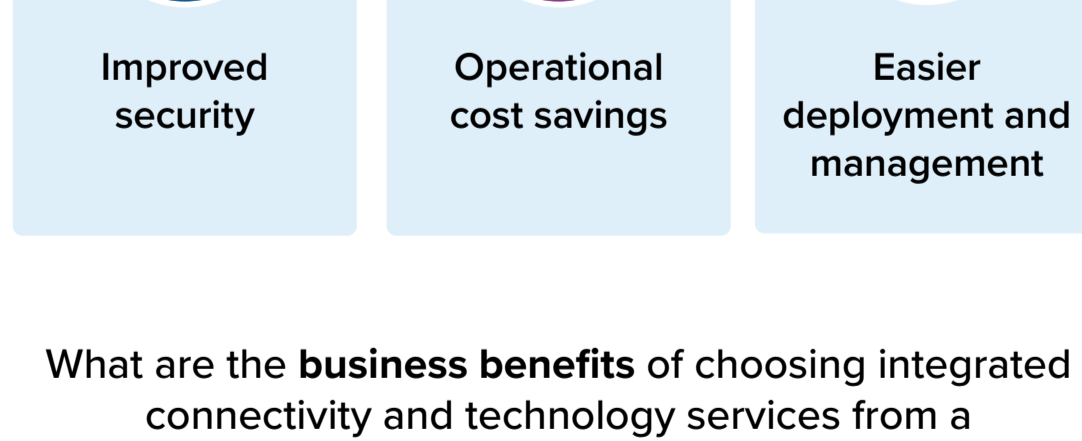 Improved
security
Operational
cost savings
Easier
deployment and
management
What are the business benefits of choosing integrated
connectivity and technology services from a